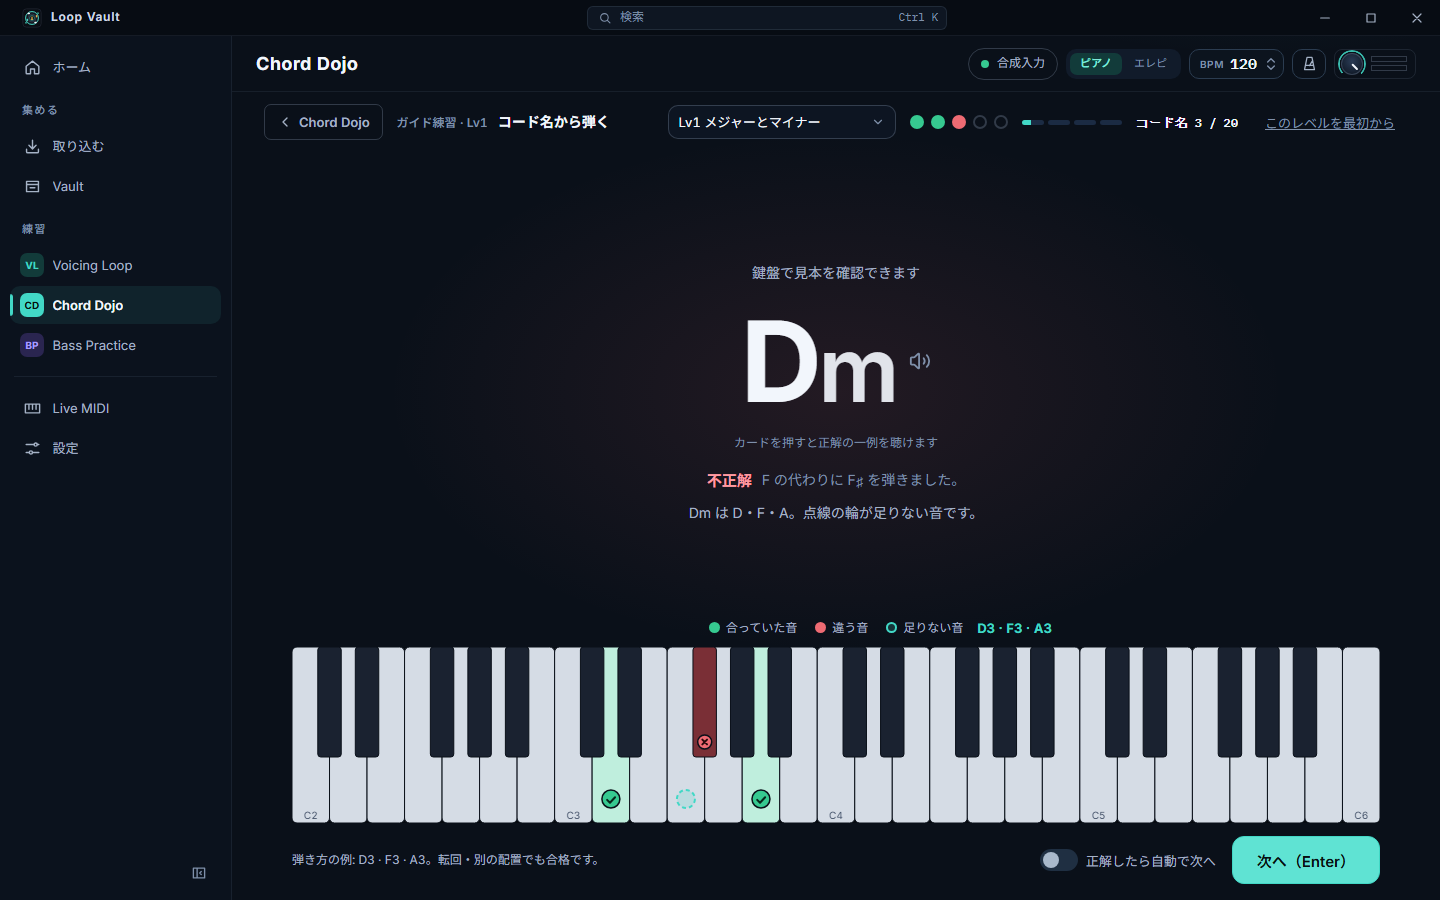 Loop Vault
検索
Ctrl K
ホーム
集める
取り込む
Vault
練習
VL Voicing Loop
CD Chord Dojo
BP Bass Practice
Live MIDI
設定
Chord Dojo
合成入力
ピアノ エレピ
BPM 120
Chord Dojo
ガイド練習 · Lv1 コード名から弾く
Lv1 メジャーとマイナー
コード名 3 / 20
このレベルを最初から
鍵盤で見本を確認できます
Dm
カードを押すと正解の一例を聴けます
不正解 F の代わりに F♯ を弾きました。
Dm は D・F・A。点線の輪が足りない音です。
合っていた音 違う音 足りない音 D3 · F3 · A3
C2 C3 C4 C5 C6
弾き方の例: D3 · F3 · A3。転回・別の配置でも合格です。
正解したら自動で次へ
次へ（Enter）